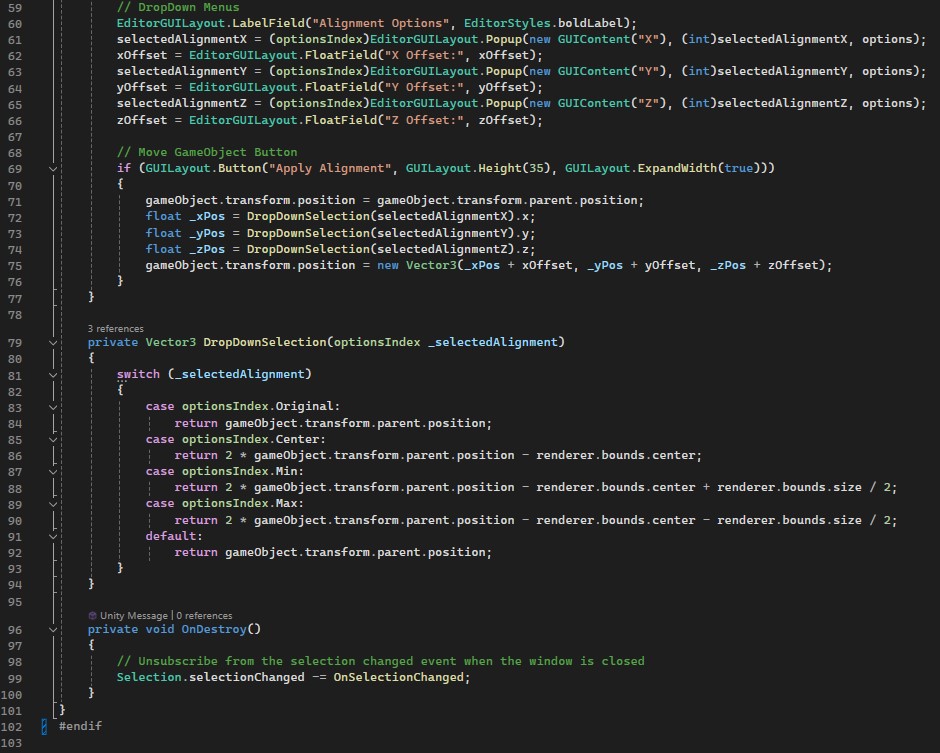 59 // DropDown Menus
60 EditorGUILayout.LabelField("Alignment Options", EditorStyles.boldLabel);
61 selectedAlignmentX = (optionsIndex)EditorGUILayout.Popup(new GUIContent("X"), (int)selectedAlignmentX, options);
62 xOffset = EditorGUILayout.FloatField("X Offset:", xOffset);
63 selectedAlignmentY = (optionsIndex)EditorGUILayout.Popup(new GUIContent("Y"), (int)selectedAlignmentY, options);
64 yOffset = EditorGUILayout.FloatField("Y Offset:", yOffset);
65 selectedAlignmentZ = (optionsIndex)EditorGUILayout.Popup(new GUIContent("Z"), (int)selectedAlignmentZ, options);
66 zOffset = EditorGUILayout.FloatField("Z Offset:", zOffset);
67
68 // Move GameObject Button
69 if (GUILayout.Button("Apply Alignment", GUILayout.Height(35), GUILayout.ExpandWidth(true)))
70 {
71 gameObject.transform.position = gameObject.transform.parent.position;
72 float _xPos = DropDownSelection(selectedAlignmentX).x;
73 float _yPos = DropDownSelection(selectedAlignmentY).y;
74 float _zPos = DropDownSelection(selectedAlignmentZ).z;
75 gameObject.transform.position = new Vector3(_xPos + xOffset, _yPos + yOffset, _zPos + zOffset);
76 }
77 }
78
3 references
79 private Vector3 DropDownSelection(optionsIndex _selectedAlignment)
80 {
81 switch (_selectedAlignment)
82 {
83 case optionsIndex.Original:
84 return gameObject.transform.parent.position;
85 case optionsIndex.Center:
86 return 2 * gameObject.transform.parent.position - renderer.bounds.center;
87 case optionsIndex.Min:
88 return 2 * gameObject.transform.parent.position - renderer.bounds.center + renderer.bounds.size / 2;
89 case optionsIndex.Max:
90 return 2 * gameObject.transform.parent.position - renderer.bounds.center - renderer.bounds.size / 2;
91 default:
92 return gameObject.transform.parent.position;
93 }
94 }
95
Unity Message | 0 references
96 private void OnDestroy()
97 {
98 // Unsubscribe from the selection changed event when the window is closed
99 Selection.selectionChanged -= OnSelectionChanged;
100 }
101 }
102 #endif
103